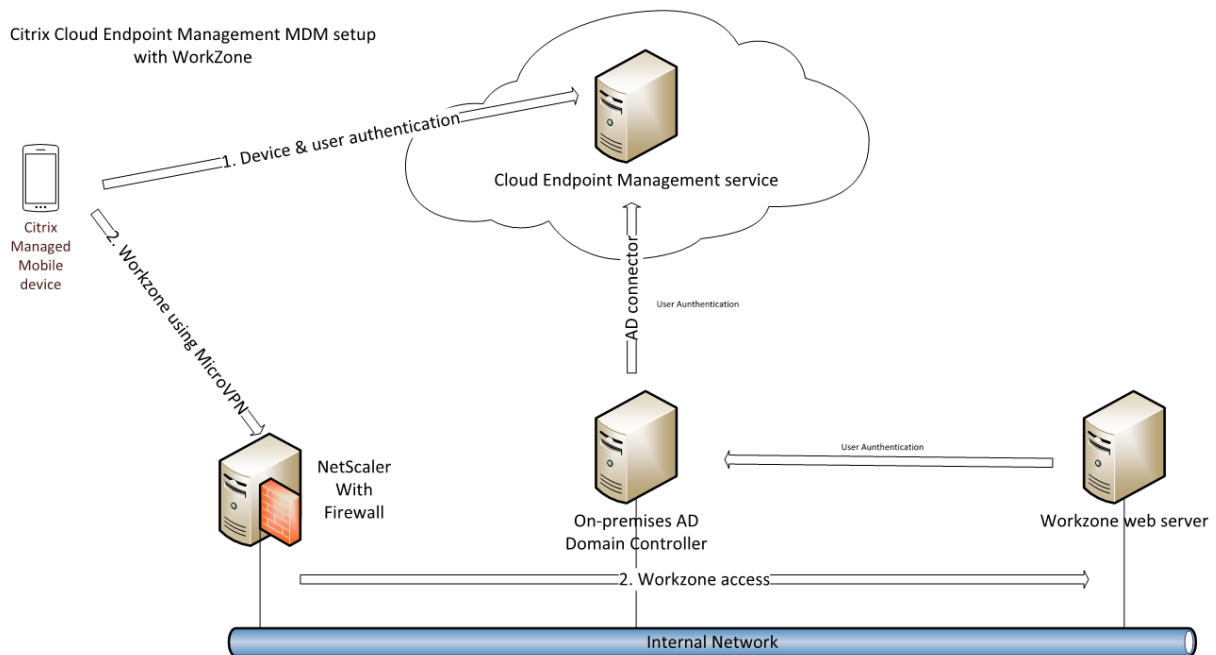 Citrix Cloud Endpoint Management MDM setup
with WorkZone
1. Device & user authentication
Cloud Endpoint Management service
Citrix
Managed
Mobile
device
2. Workzone using MicroVPN
AD connector
User Aunthentication
NetScaler
With
Firewall
On-premises AD
Domain Controller
User Aunthentication
Workzone web server
2. Workzone access
Internal Network